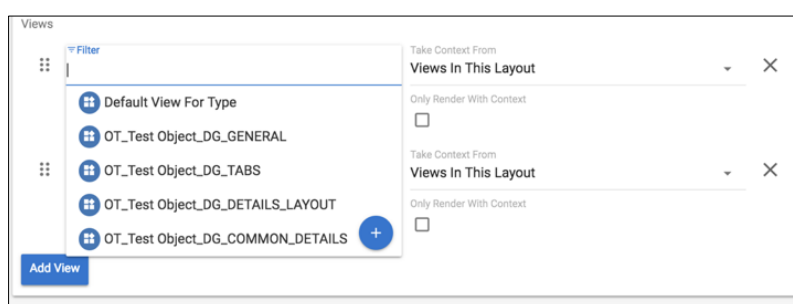 Views
Filter
Take Context From
Views In This Layout
Default View For Type
Only Render With Context
OT_Test Object_DG_GENERAL
Take Context From
OT_Test Object_DG_TABS
Views In This Layout
OT_Test Object_DG_DETAILS_LAYOUT
Only Render With Context
OT_Test Object_DG_COMMON_DETAILS
Add View